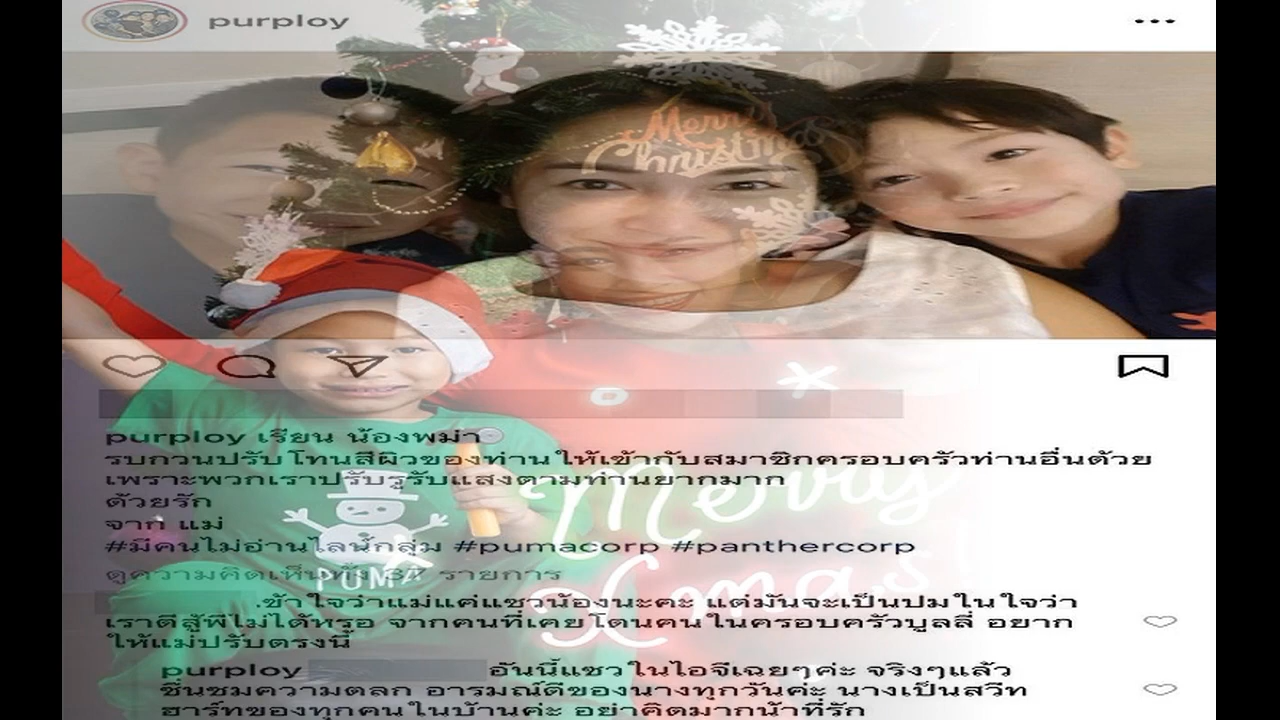 purploy
Merry
Christmas
purploy เรียน น้องพม่า
รบกวนปรับโทนสีผิวของท่านให้เข้ากับสมาชิกครอบครัวท่านอื่นด้วย
เพราะพวกเราปรับรูรับแสงตามท่านยากมาก
ด้วยรัก
จาก แม่
#มีคนไม่อ่านไลน์กลุ่ม #pumacorp #panthercorp
ดูความคิดเห็นทั้ง 37 รายการ
PUMA
Merry
Xmas!
.ข้าใจว่าแม่แค่แซวน้องนะคะ แต่มันจะเป็นปมในใจว่า
เราตีสู้พี่ไม่ได้หรอ จากคนที่เคยโดนคนในครอบครัวบูลลี่ อยาก
ให้แม่ปรับตรงนี้
purploy อันนี้แซวในไอจีเฉยๆค่ะ จริงๆแล้ว
ชื่นชมความตลก อารมณ์ดีของนางทุกวันค่ะ นางเป็นสวีท
ฮาร์ทของทุกคนในบ้านค่ะ อย่าคิดมากน้าที่รัก